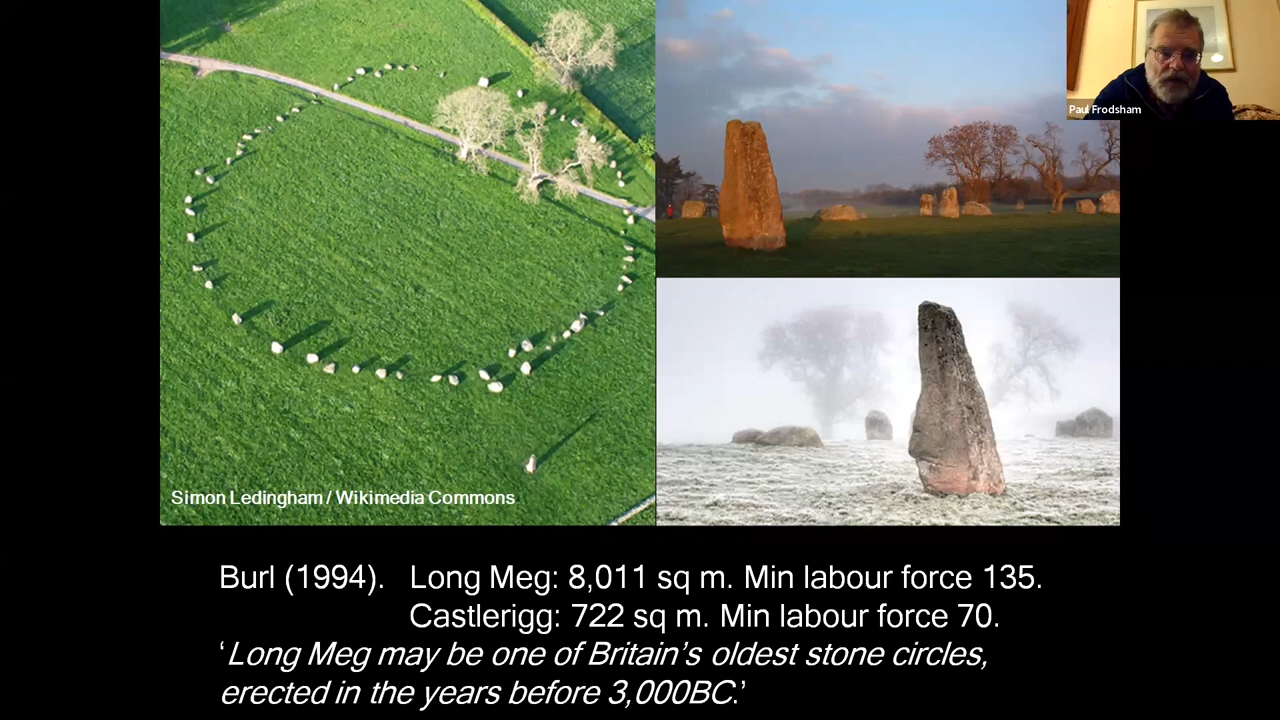 Paul Frodsham
Simon Ledingham / Wikimedia Commons
Burl (1994). Long Meg: 8,011 sq m. Min labour force 135.
Castlerigg: 722 sq m. Min labour force 70.
‘Long Meg may be one of Britain’s oldest stone circles,
erected in the years before 3,000BC.’